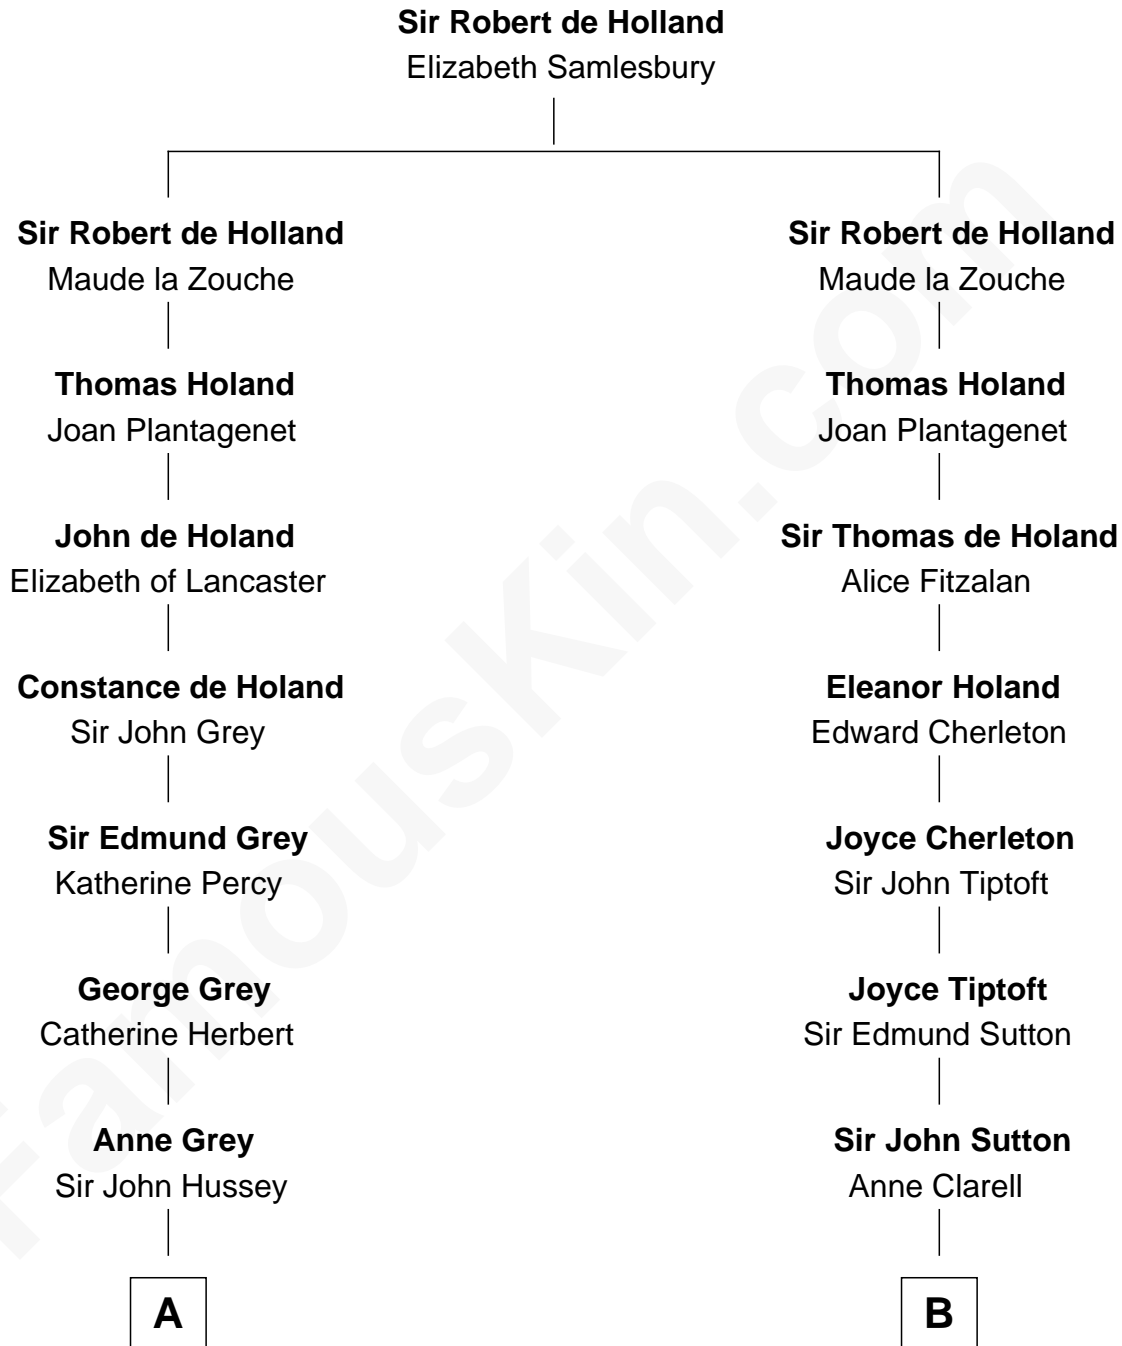 Sir Robert de Holland
Elizabeth Samlesbury
Sir Robert de Holland
Maude la Zouche
Thomas Holand
Joan Plantagenet
John de Holand
Elizabeth of Lancaster
Constance de Holand
Sir John Grey
Sir Edmund Grey
Katherine Percy
George Grey
Catherine Herbert
Anne Grey
Sir John Hussey
A
Sir Robert de Holland
Maude la Zouche
Thomas Holand
Joan Plantagenet
Sir Thomas de Holand
Alice Fitzalan
Eleanor Holand
Edward Cherleton
Joyce Cherleton
Sir John Tiptoft
Joyce Tiptoft
Sir Edmund Sutton
Sir John Sutton
Anne Clarell
B
FamousKin.com